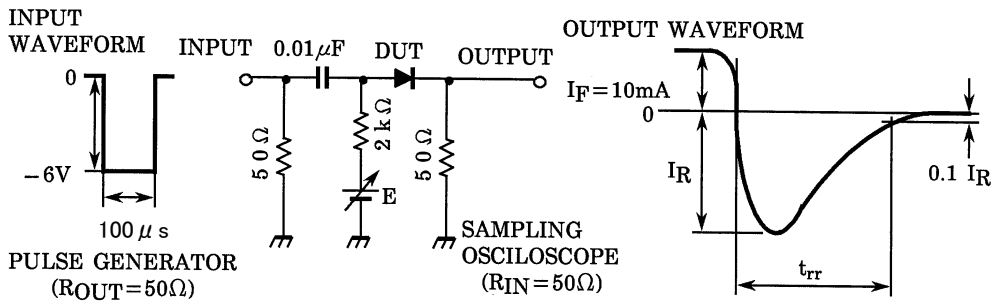 INPUT
WAVEFORM
0
−6V
100 μ s
PULSE GENERATOR
(ROUT=50Ω)
INPUT
0.01μF
DUT
OUTPUT
50Ω
2kΩ
E
50Ω
SAMPLING
OSCILOSCOPE
(RIN=50Ω)
OUTPUT WAVEFORM
IF=10mA
0
IR
0.1 IR
trr